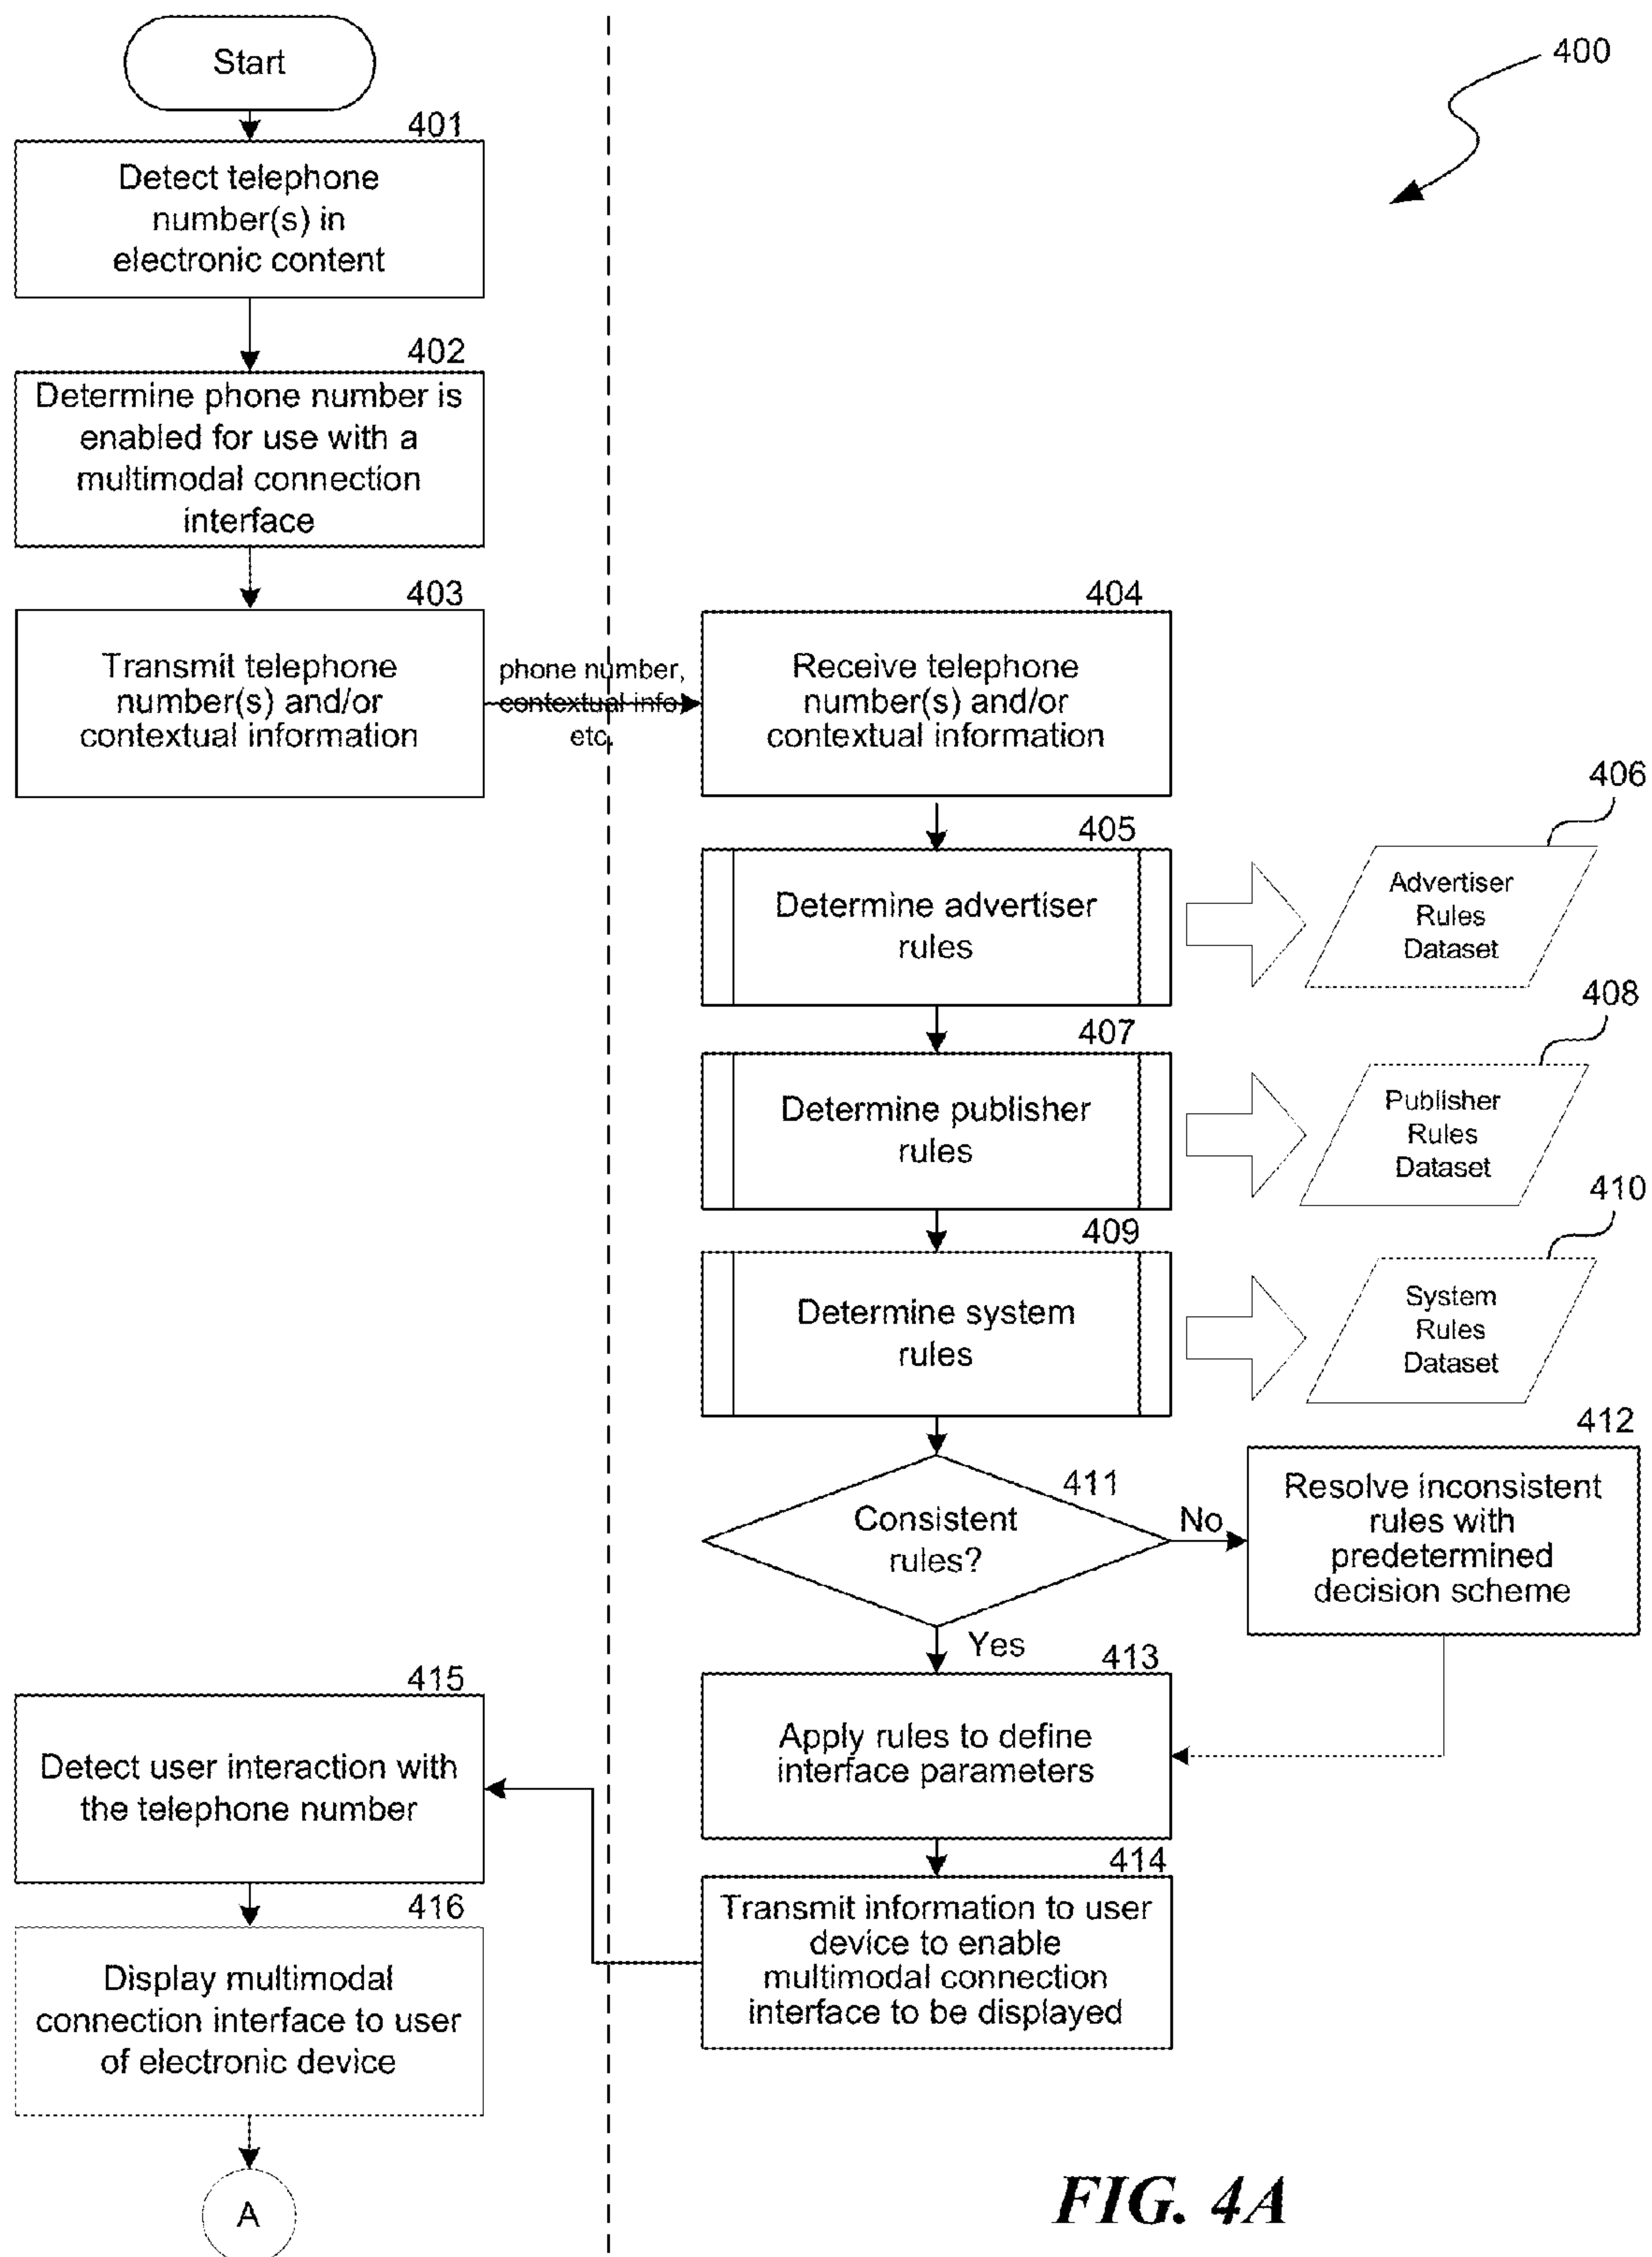 Start
400
401
Detect telephone
number(s) in
electronic content
402
Determine phone number is
enabled for use with a
multimodal connection
interface
403
Transmit telephone
number(s) and/or
contextual information
phone number,
contextual info
etc.
404
Receive telephone
number(s) and/or
contextual information
405
Determine advertiser
rules
406
Advertiser
Rules
Dataset
407
Determine publisher
rules
408
Publisher
Rules
Dataset
409
Determine system
rules
410
System
Rules
Dataset
411
Consistent
rules?
No
412
Resolve inconsistent
rules with
predetermined
decision scheme
Yes
413
Apply rules to define
interface parameters
414
Transmit information to user
device to enable
multimodal connection
interface to be displayed
415
Detect user interaction with
the telephone number
416
Display multimodal
connection interface to user
of electronic device
A
FIG. 4A